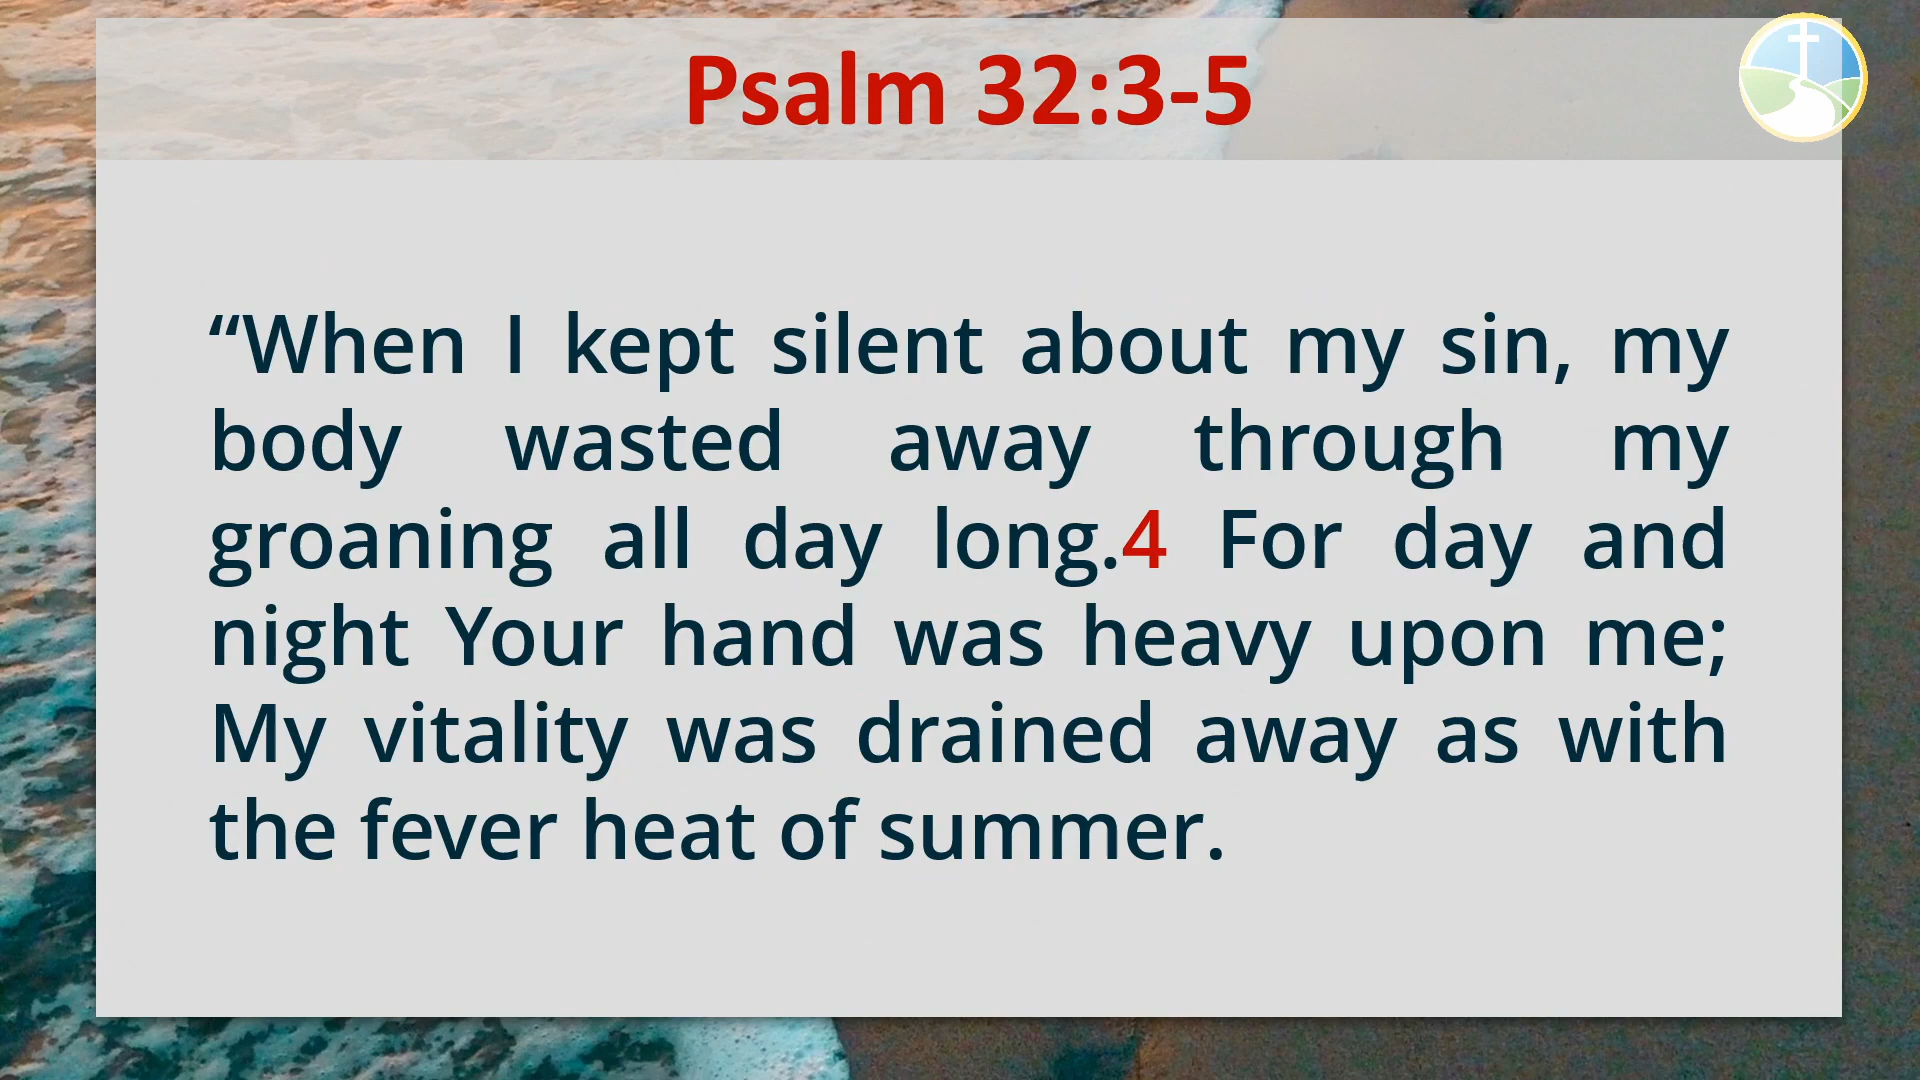 Psalm 32:3-5
“When I kept silent about my sin, my
body wasted away through my
groaning all day long.4 For day and
night Your hand was heavy upon me;
My vitality was drained away as with
the fever heat of summer.